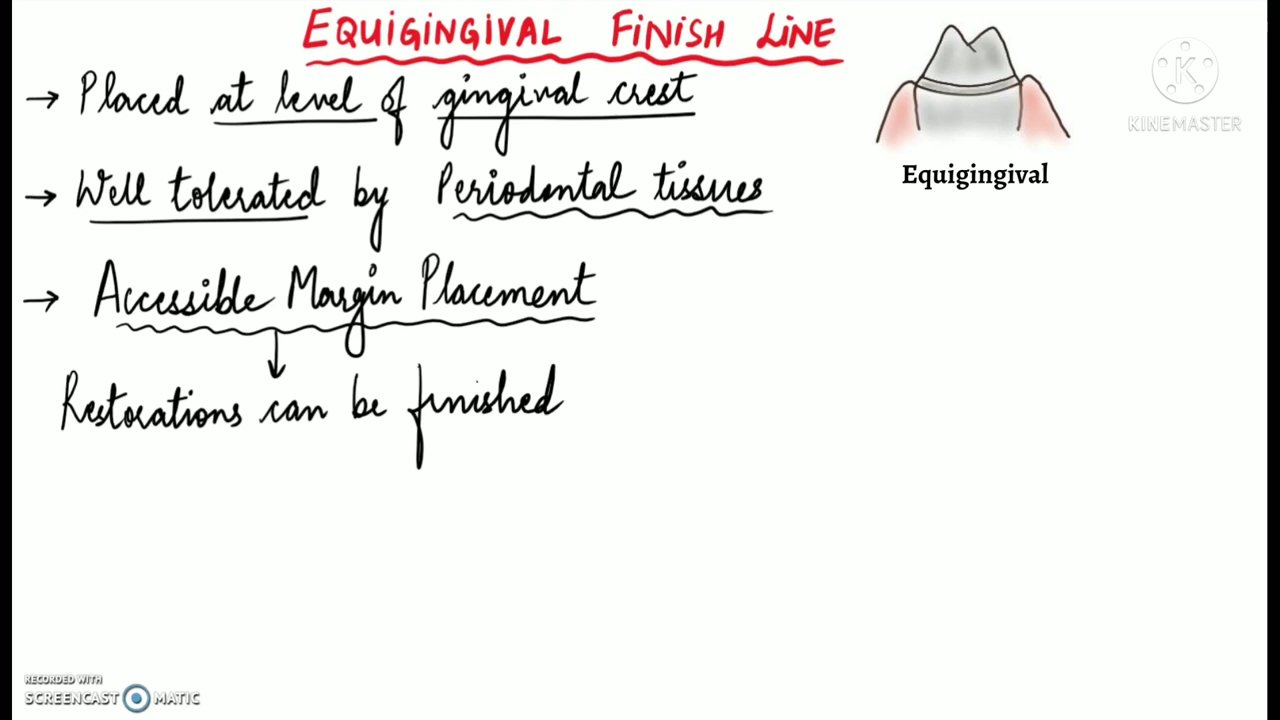 EQUIGINGIVAL FINISH LINE
→ Placed at level of gingival crest
→ Well tolerated by Periodontal tissues
→ Accessible Margin Placement
↓
Restorations can be finished
Equigingival
K
KINEMASTER
RECORDED WITH
SCREENCAST MATIC